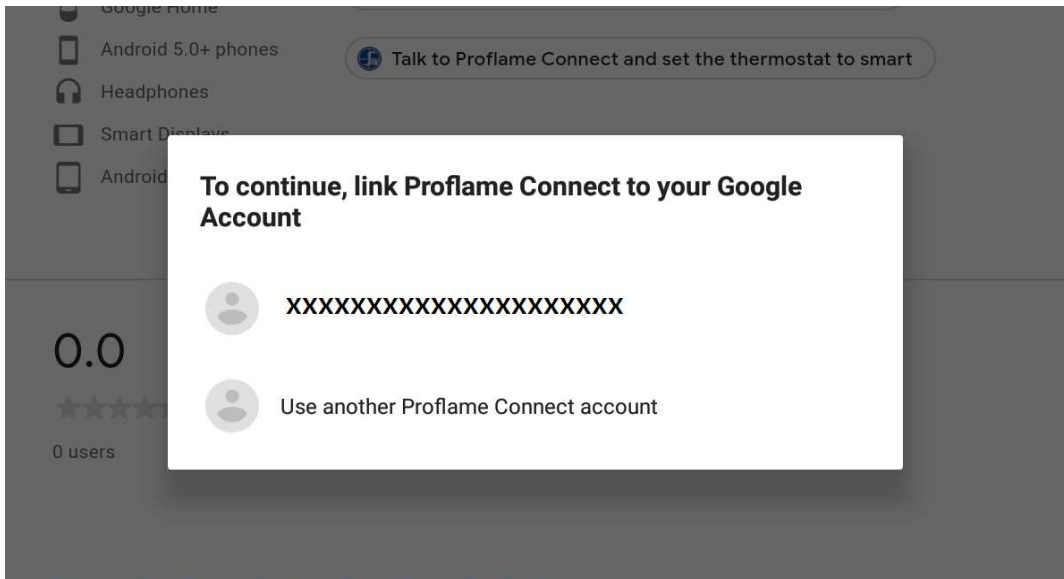 Google Home
Android 5.0+ phones
Talk to Proflame Connect and set the thermostat to smart
Headphones
Smart Displays
Android
To continue, link Proflame Connect to your Google
Account
XXXXXXXXXXXXXXXXXXXXX
Use another Proflame Connect account
0.0
0 users